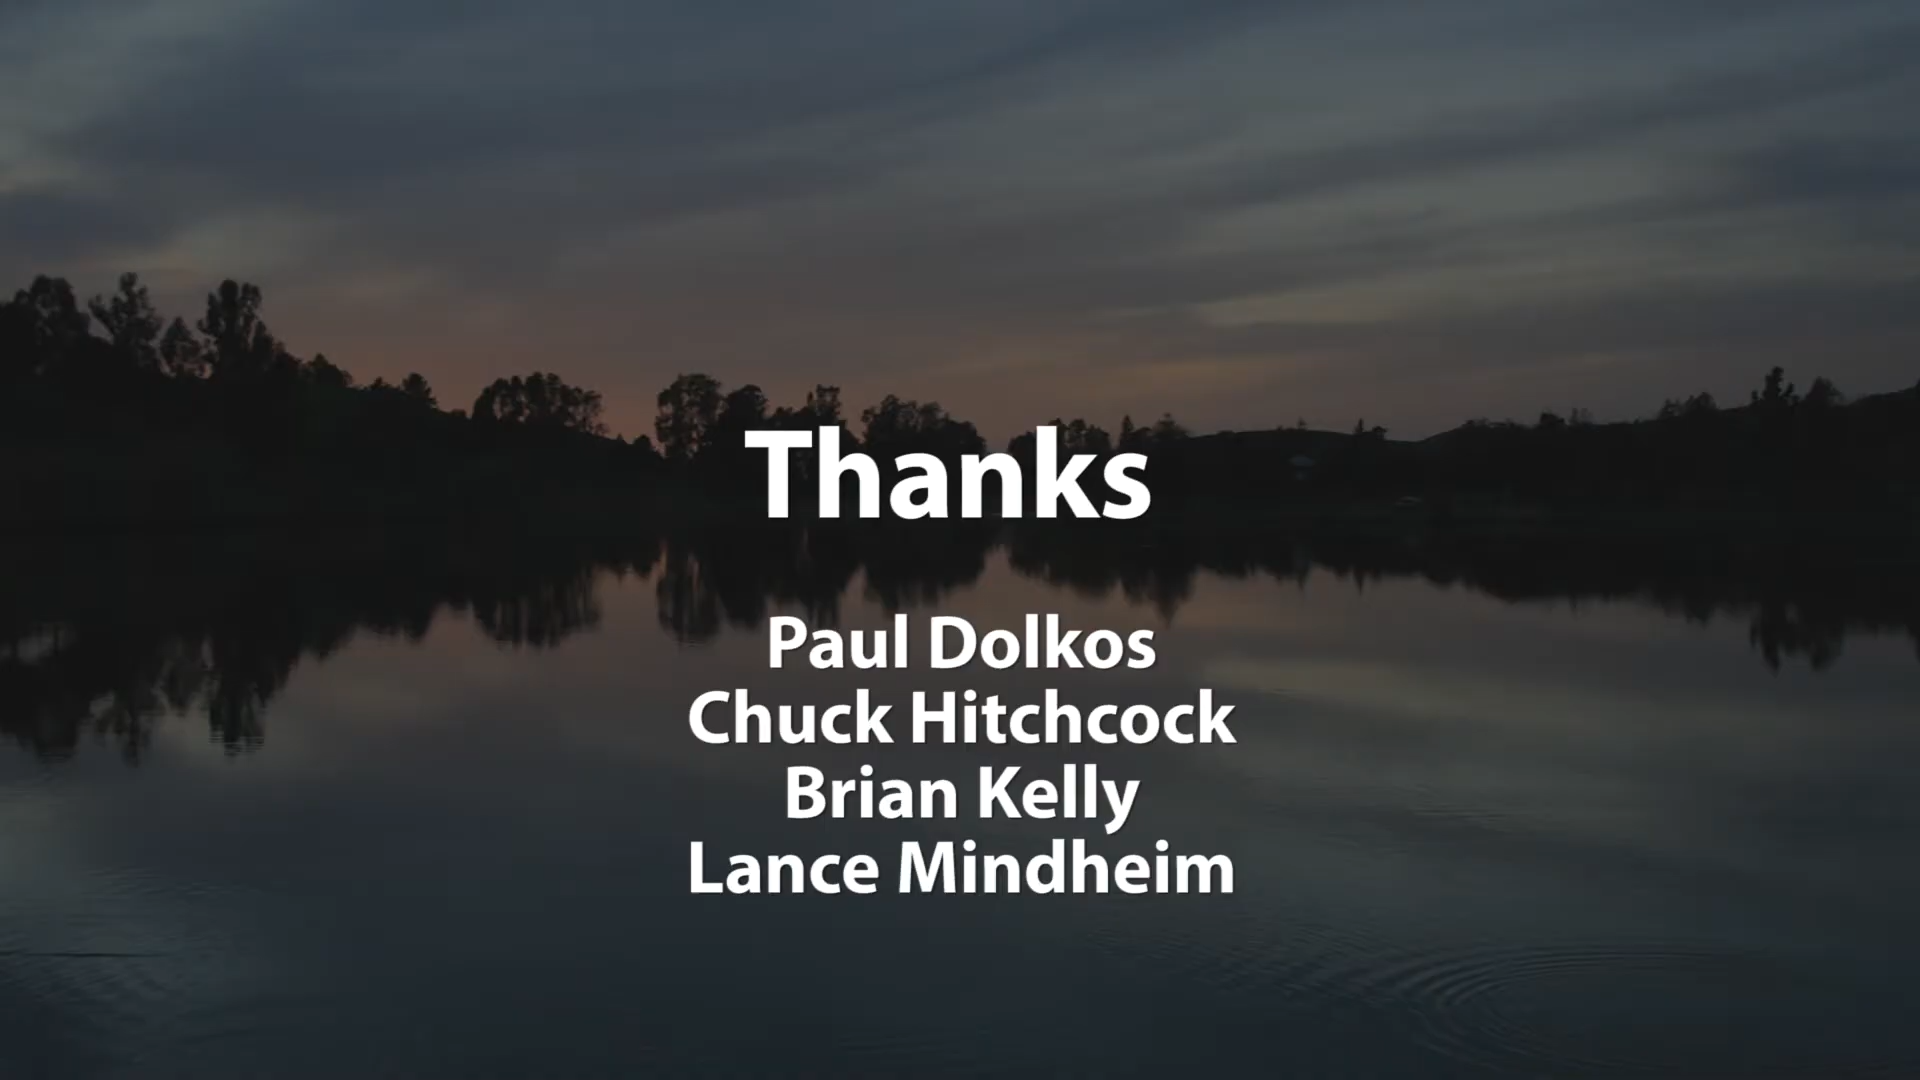 Thanks
Paul Dolkos
Chuck Hitchcock
Brian Kelly
Lance Mindheim